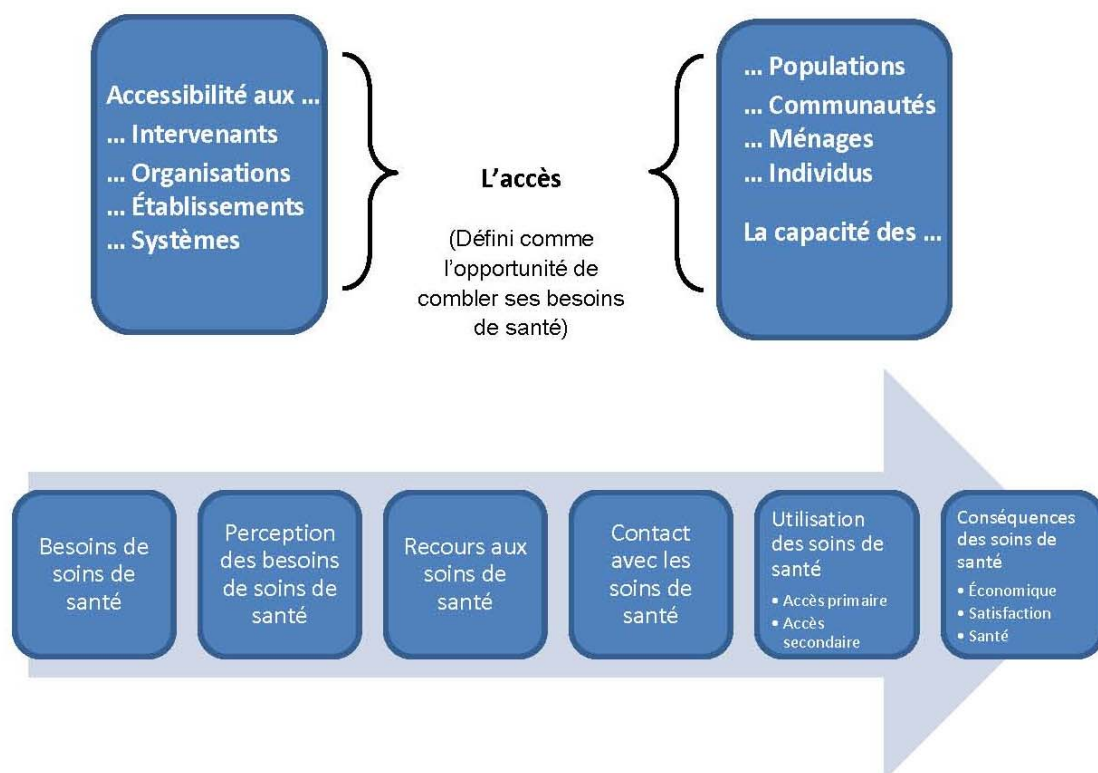 Accessibilité aux ...
... Intervenants
... Organisations
... Établissements
... Systèmes
L'accès
(Défini comme
l'opportunité de
combler ses besoins
de santé)
... Populations
... Communautés
... Ménages
... Individus
La capacité des ...
Besoins de
soins de
santé
Perception
des besoins
de soins de
santé
Recours aux
soins de
santé
Contact
avec les
soins de
santé
Utilisation
des soins de
santé
• Accès primaire
• Accès
secondaire
Conséquences
des soins de
santé
• Économique
• Satisfaction
• Santé